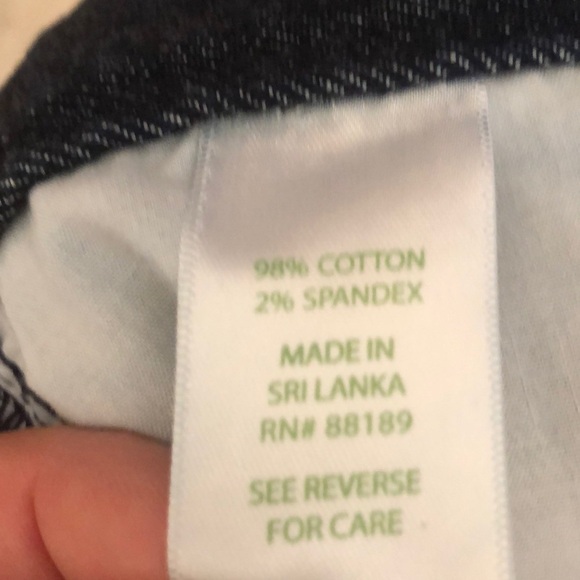 98% COTTON
2% SPANDEX
MADE IN
SRI LANKA
RN# 88189
SEE REVERSE
FOR CARE